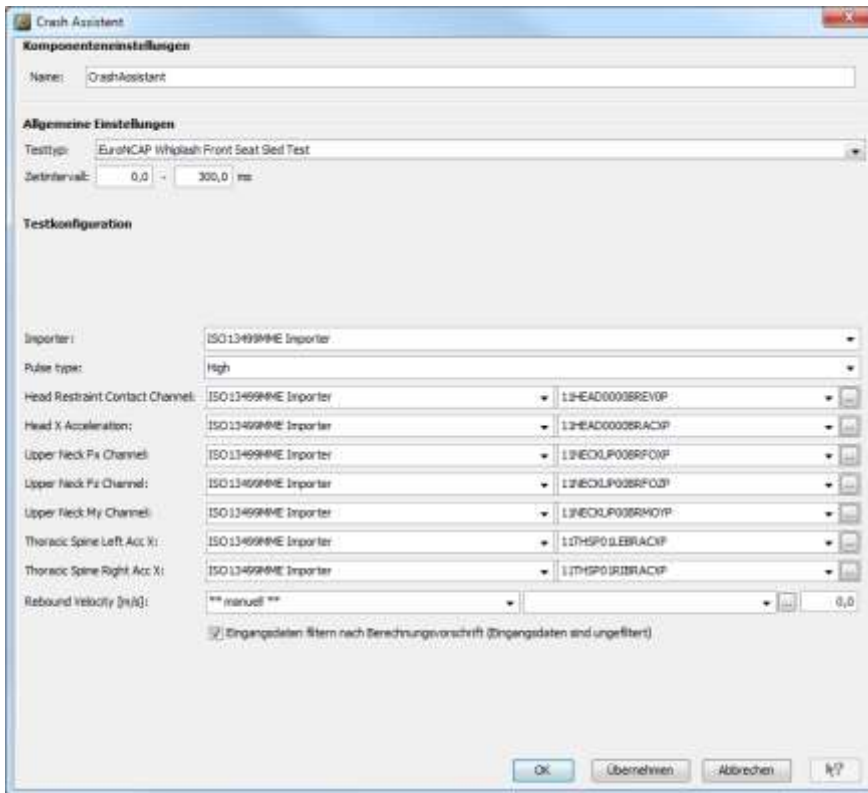 Crash Assistent
Komponenteneinstellungen
Name: CrashAssistant
Allgemeine Einstellungen
Testtyp: EuroNCAP Whiplash Front Seat Sled Test
Zeitintervall: 0,0 - 300,0 ms
Testkonfiguration
Importer: ISO13499MME Importer
Pulse type: High
Head Restraint Contact Channel: ISO13499MME Importer 11HEAD0000BREV0P ...
Head X Acceleration: ISO13499MME Importer 11HEAD0000BRACXP ...
Upper Neck Fx Channel: ISO13499MME Importer 11NECKUP00BRFOXP ...
Upper Neck Fz Channel: ISO13499MME Importer 11NECKUP00BRFOZP ...
Upper Neck My Channel: ISO13499MME Importer 11NECKUP00BRMOYP ...
Thoracic Spine Left Acc X: ISO13499MME Importer 11THSP01LEBRACXP ...
Thoracic Spine Right Acc X: ISO13499MME Importer 11THSP01RIBRACXP ...
Rebound Velocity [m/s]: ** manuell ** ... 0,0
Eingangsdaten filtern nach Berechnungsvorschrift (Eingangsdaten sind ungefiltert)
OK Übernehmen Abbrechen